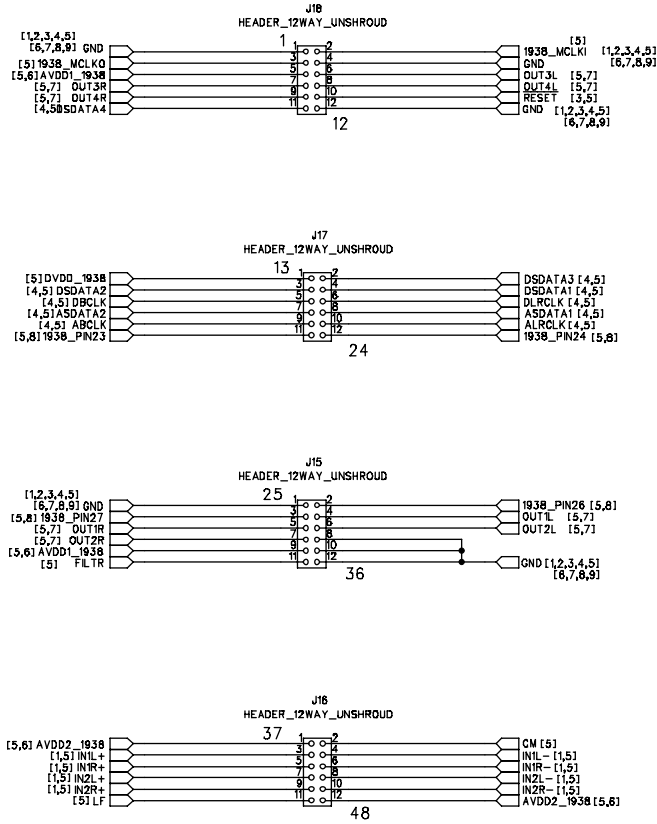 J18
HEADER_12WAY_UNSHROUD
[1,2,3,4,5]
[6,7,8,9] GND
[5] 1938_MCLKO
[5,6] AVDD1_1938
[5,7] OUT3R
[5,7] OUT4R
[4,5] DSDATA4
1
1 2
3 4
5 6
7 8
9 10
11 12
12
[5]
1938_MCLKI [1,2,3,4,5]
GND [6,7,8,9]
OUT3L [5,7]
OUT4L [5,7]
RESET [3,5]
GND [1,2,3,4,5]
[6,7,8,9]
J17
HEADER_12WAY_UNSHROUD
[5] DVDD_1938
[4,5] DSDATA2
[4,5] DBCLK
[4,5] ASDATA2
[4,5] ABCLK
[5,8] 1938_PIN23
13
1 2
3 4
5 6
7 8
9 10
11 12
24
DSDATA3 [4,5]
DSDATA1 [4,5]
DLRCLK [4,5]
ASDATA1 [4,5]
ALRCLK [4,5]
1938_PIN24 [5,8]
J15
HEADER_12WAY_UNSHROUD
[1,2,3,4,5]
[6,7,8,9] GND
[5,8] 1938_PIN27
[5,7] OUT1R
[5,7] OUT2R
[5,6] AVDD1_1938
[5] FILTR
25
1 2
3 4
5 6
7 8
9 10
11 12
36
1938_PIN26 [5,8]
OUT1L [5,7]
OUT2L [5,7]
GND [1,2,3,4,5]
[6,7,8,9]
J16
HEADER_12WAY_UNSHROUD
[5,6] AVDD2_1938
[1,5] IN1L+
[1,5] IN1R+
[1,5] IN2L+
[1,5] IN2R+
[5] LF
37
1 2
3 4
5 6
7 8
9 10
11 12
48
CM [5]
IN1L- [1,5]
IN1R- [1,5]
IN2L- [1,5]
IN2R- [1,5]
AVDD2_1938 [5,6]